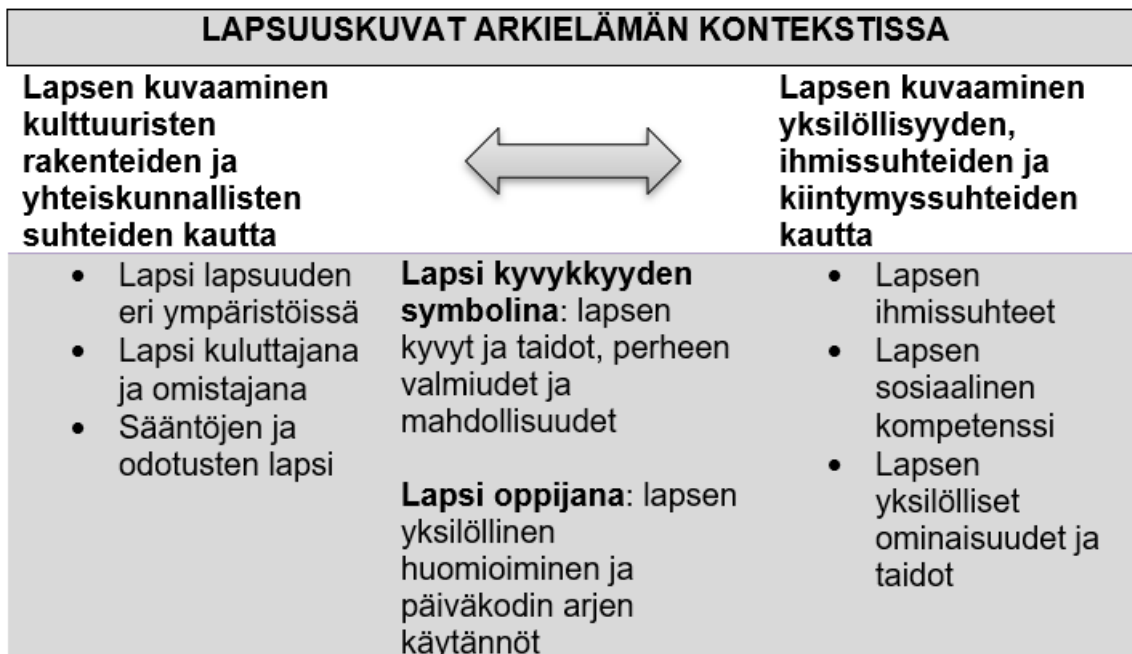 LAPSUUSKUVAT ARKIELÄMÄN KONTEKSTISSA
Lapsen kuvaaminen
kulttuuristen
rakenteiden ja
yhteiskunnallisten
suhteiden kautta
Lapsen kuvaaminen
yksilöllisyyden,
ihmissuhteiden ja
kiintymyssuhteiden
kautta
• Lapsi lapsuuden
eri ympäristöissä
• Lapsi kuluttajana
ja omistajana
• Sääntöjen ja
odotusten lapsi
Lapsi kyvykkyyden
symbolina: lapsen
kyvyt ja taidot, perheen
valmiudet ja
mahdollisuudet
Lapsi oppijana: lapsen
yksilöllinen
huomioiminen ja
päiväkodin arjen
käytännöt
• Lapsen
ihmissuhteet
• Lapsen
sosiaalinen
kompetenssi
• Lapsen
yksilölliset
ominaisuudet ja
taidot